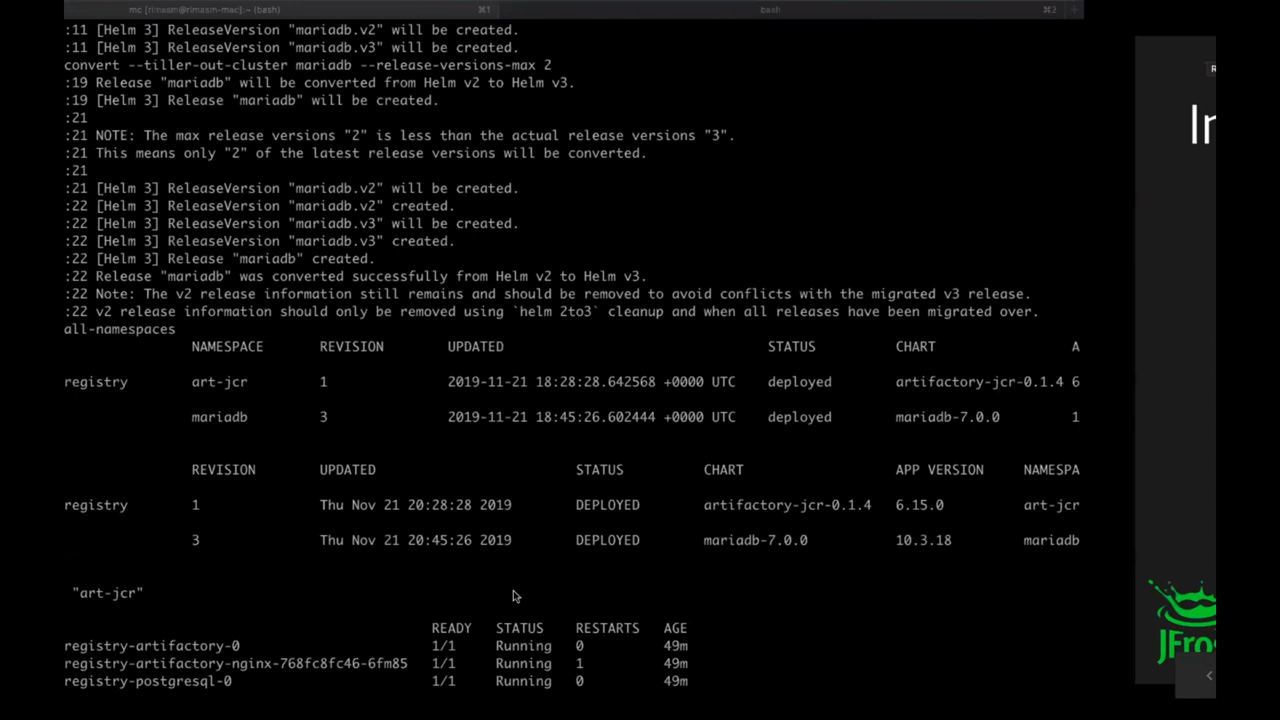 mc [rimasm@rimasm-mac]:~ (bash) ⌘1 bash ⌘2 +
:11 [Helm 3] ReleaseVersion "mariadb.v2" will be created.
:11 [Helm 3] ReleaseVersion "mariadb.v3" will be created.
convert --tiller-out-cluster mariadb --release-versions-max 2
:19 Release "mariadb" will be converted from Helm v2 to Helm v3.
:19 [Helm 3] Release "mariadb" will be created.
:21
:21 NOTE: The max release versions "2" is less than the actual release versions "3".
:21 This means only "2" of the latest release versions will be converted.
:21
:21 [Helm 3] ReleaseVersion "mariadb.v2" will be created.
:22 [Helm 3] ReleaseVersion "mariadb.v2" created.
:22 [Helm 3] ReleaseVersion "mariadb.v3" will be created.
:22 [Helm 3] ReleaseVersion "mariadb.v3" created.
:22 [Helm 3] Release "mariadb" created.
:22 Release "mariadb" was converted successfully from Helm v2 to Helm v3.
:22 Note: The v2 release information still remains and should be removed to avoid conflicts with the migrated v3 release.
:22 v2 release information should only be removed using `helm 2to3` cleanup and when all releases have been migrated over.
all-namespaces
NAMESPACE REVISION UPDATED STATUS CHART A
registry art-jcr 1 2019-11-21 18:28:28.642568 +0000 UTC deployed artifactory-jcr-0.1.4 6
mariadb 3 2019-11-21 18:45:26.602444 +0000 UTC deployed mariadb-7.0.0 1
REVISION UPDATED STATUS CHART APP VERSION NAMESPA
registry 1 Thu Nov 21 20:28:28 2019 DEPLOYED artifactory-jcr-0.1.4 6.15.0 art-jcr
3 Thu Nov 21 20:45:26 2019 DEPLOYED mariadb-7.0.0 10.3.18 mariadb
"art-jcr"
READY STATUS RESTARTS AGE
registry-artifactory-0 1/1 Running 0 49m
registry-artifactory-nginx-768fc8fc46-6fm85 1/1 Running 1 49m
registry-postgresql-0 1/1 Running 0 49m
R
In
JFro